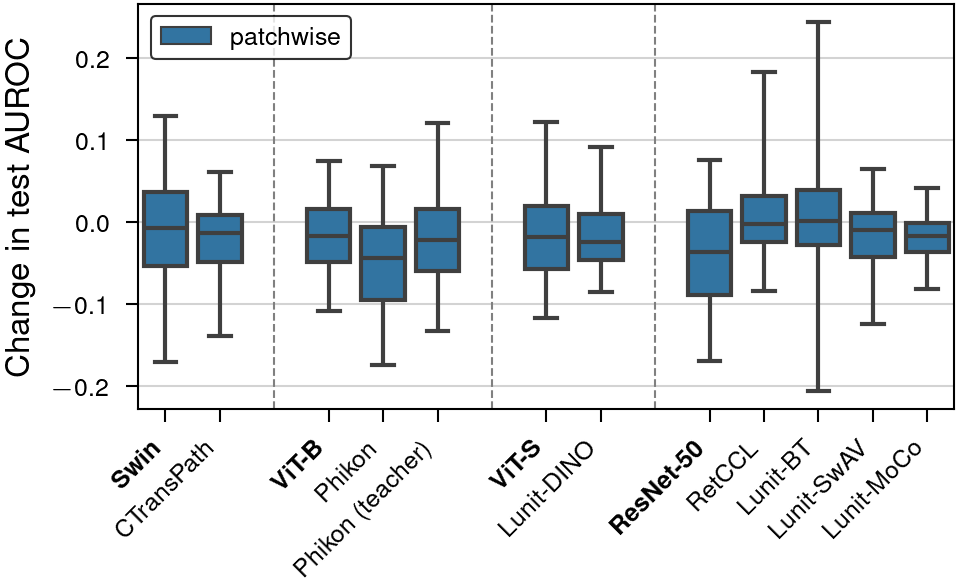 patchwise
Change in test AUROC
0.2
0.1
0.0
−0.1
−0.2
Swin
CTransPath
ViT-B
Phikon
Phikon (teacher)
ViT-S
Lunit-DINO
ResNet-50
RetCCL
Lunit-BT
Lunit-SwAV
Lunit-MoCo